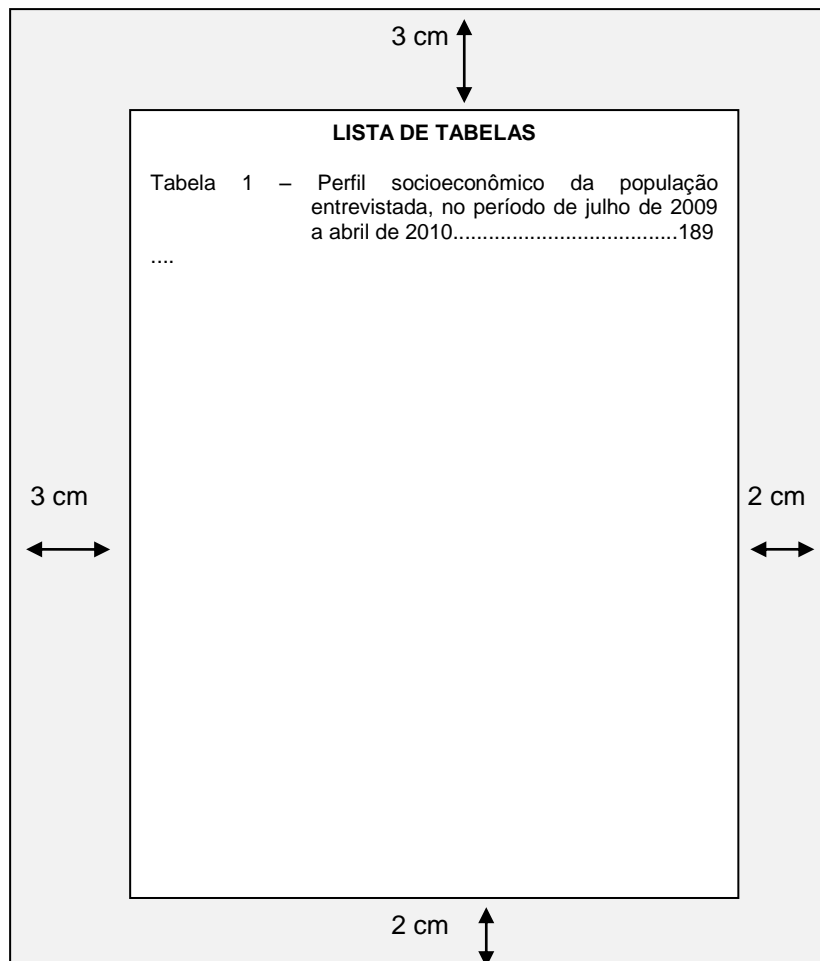 3 cm
LISTA DE TABELAS
Tabela 1 – Perfil socioeconômico da população
entrevistada, no período de julho de 2009
a abril de 2010......................................189
....
3 cm
2 cm
2 cm